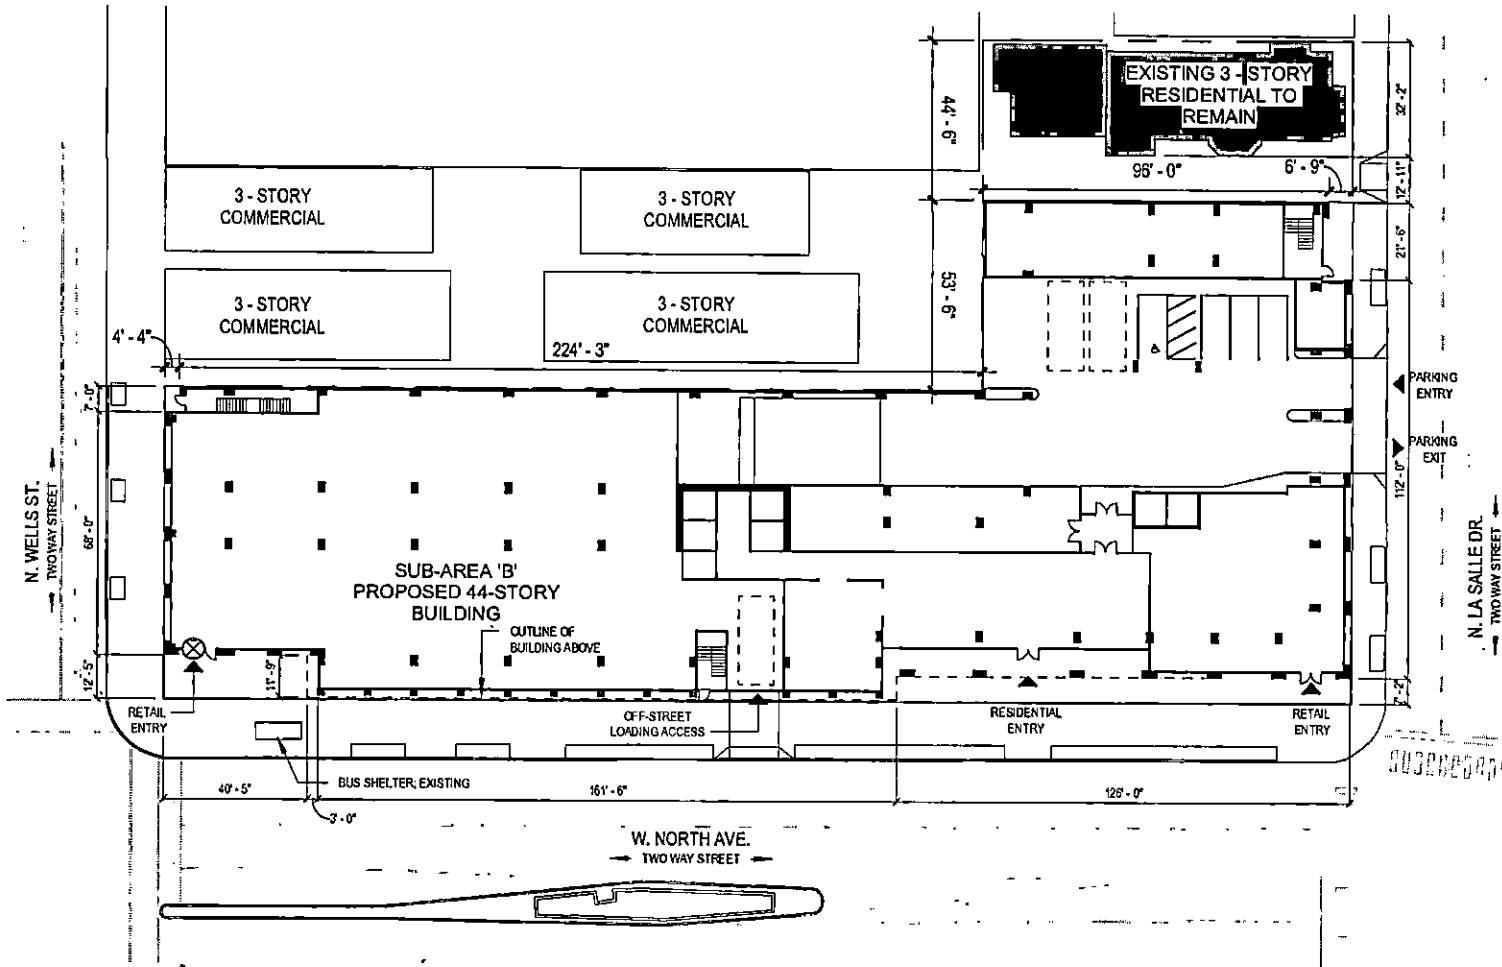 EXISTING 3 - STORY
RESIDENTIAL TO
REMAIN
44' - 6"
32' - 2"
96' - 0"
6' - 9"
12' - 11"
3 - STORY
COMMERCIAL
3 - STORY
COMMERCIAL
21' - 6"
53' - 6"
3 - STORY
COMMERCIAL
3 - STORY
COMMERCIAL
4' - 4"
224' - 3"
PARKING
ENTRY
7' - 0"
PARKING
EXIT
112' - 0"
N. WELLS ST.
TWO WAY STREET
68' - 0"
N. LA SALLE DR.
TWO WAY STREET
SUB-AREA 'B'
PROPOSED 44-STORY
BUILDING
OUTLINE OF
BUILDING ABOVE
12' - 5"
11' - 9"
7' - 2"
RETAIL
ENTRY
OFF-STREET
LOADING ACCESS
RESIDENTIAL
ENTRY
RETAIL
ENTRY
BUS SHELTER; EXISTING
40' - 5"
161' - 6"
126' - 0"
3' - 0"
W. NORTH AVE.
TWO WAY STREET